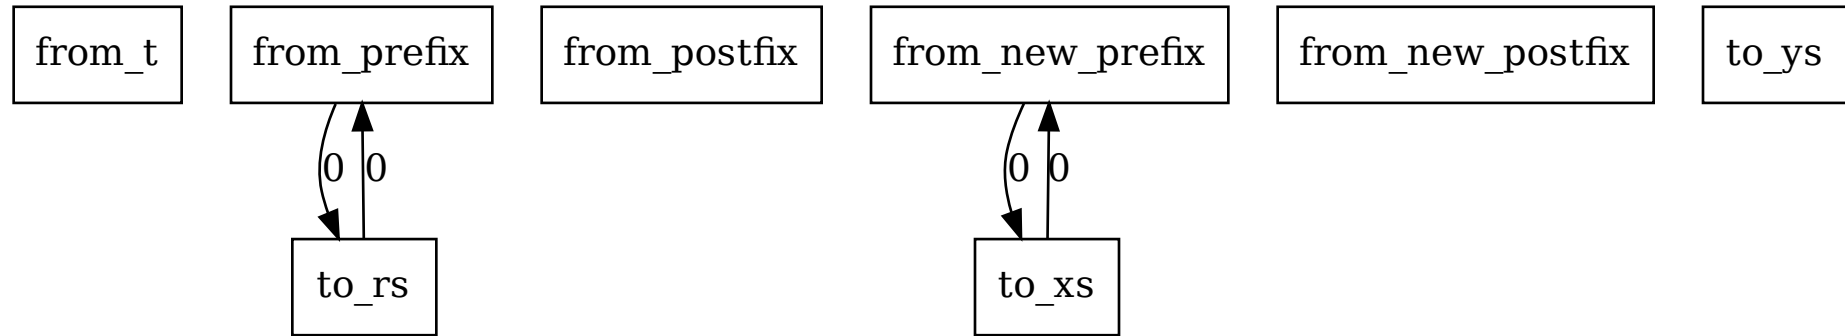 from_t
from_prefix
from_postfix
from_new_prefix
from_new_postfix
to_ys
0
0
0
0
to_rs
to_xs